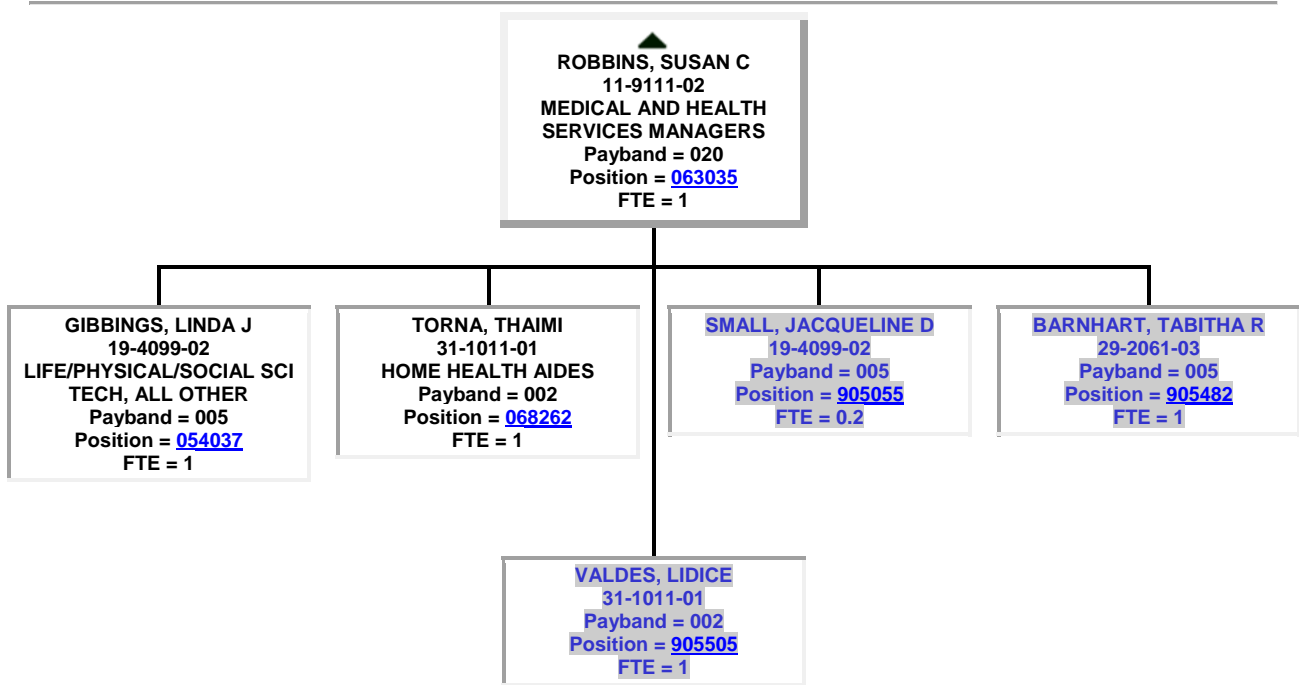 ROBBINS, SUSAN C
11-9111-02
MEDICAL AND HEALTH
SERVICES MANAGERS
Payband = 020
Position = 063035
FTE = 1
GIBBINGS, LINDA J
19-4099-02
LIFE/PHYSICAL/SOCIAL SCI
TECH, ALL OTHER
Payband = 005
Position = 054037
FTE = 1
TORNA, THAIMI
31-1011-01
HOME HEALTH AIDES
Payband = 002
Position = 068262
FTE = 1
SMALL, JACQUELINE D
19-4099-02
Payband = 005
Position = 905055
FTE = 0.2
BARNHART, TABITHA R
29-2061-03
Payband = 005
Position = 905482
FTE = 1
VALDES, LIDICE
31-1011-01
Payband = 002
Position = 905505
FTE = 1